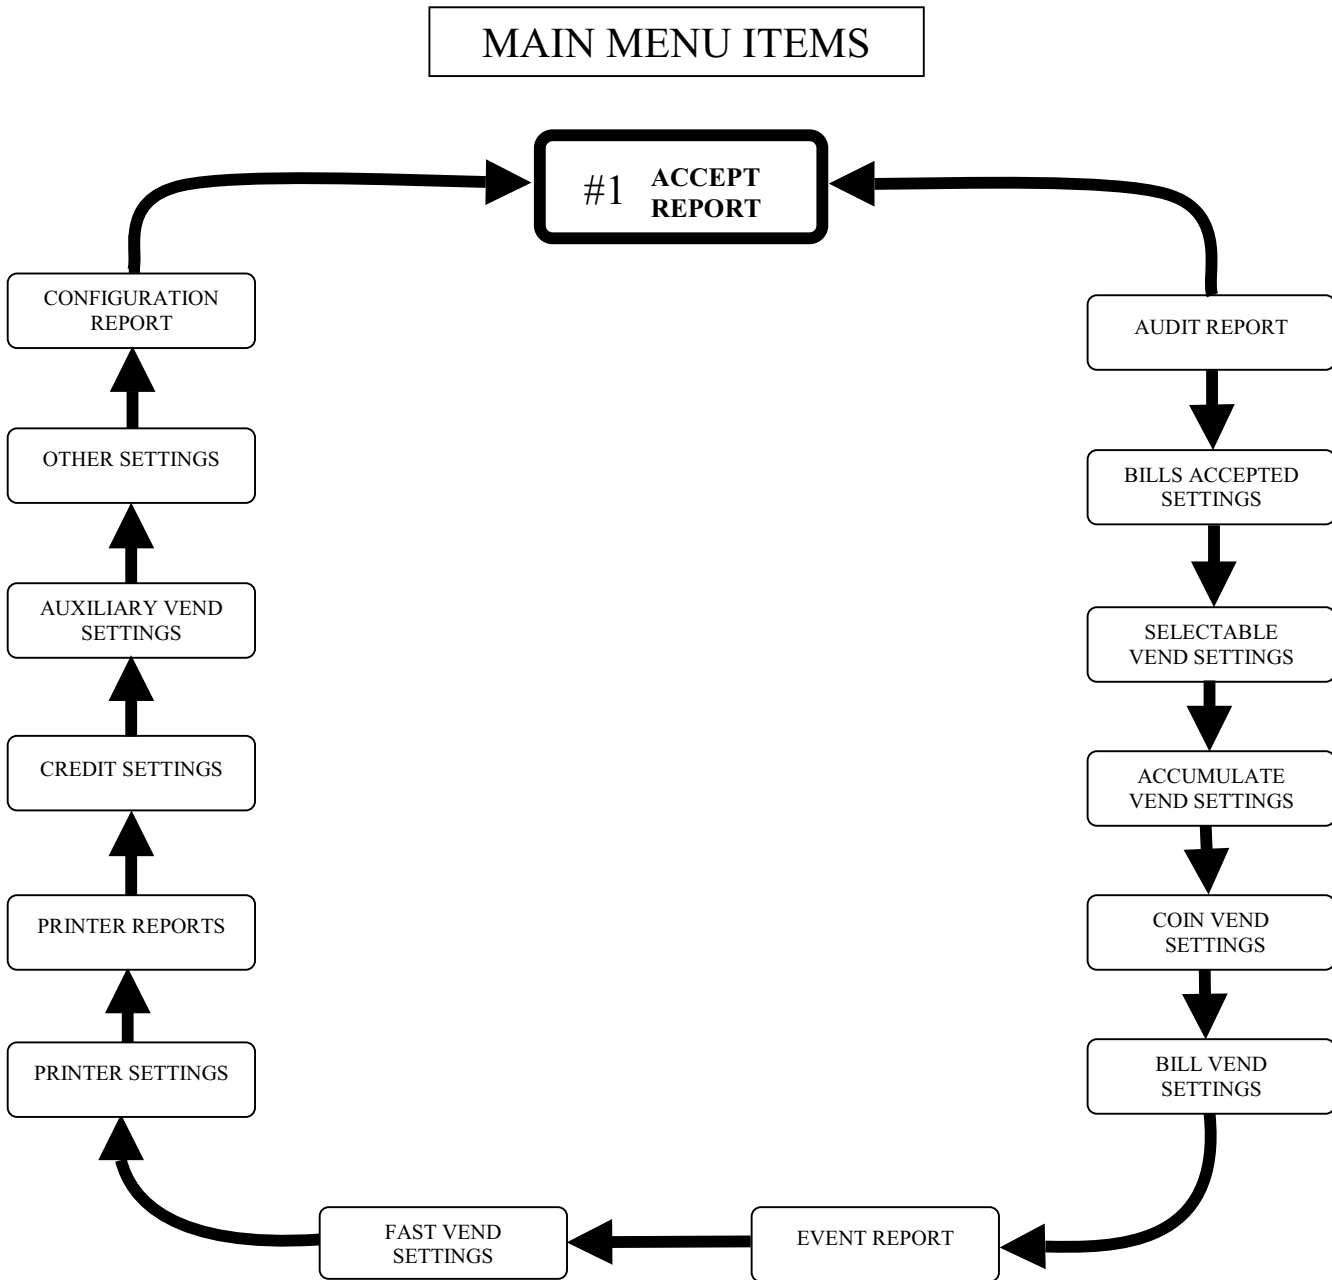 MAIN MENU ITEMS
#1 ACCEPT
REPORT
CONFIGURATION
REPORT
AUDIT REPORT
OTHER SETTINGS
BILLS ACCEPTED
SETTINGS
AUXILIARY VEND
SETTINGS
SELECTABLE
VEND SETTINGS
CREDIT SETTINGS
ACCUMULATE
VEND SETTINGS
PRINTER REPORTS
COIN VEND
SETTINGS
PRINTER SETTINGS
BILL VEND
SETTINGS
FAST VEND
SETTINGS
EVENT REPORT